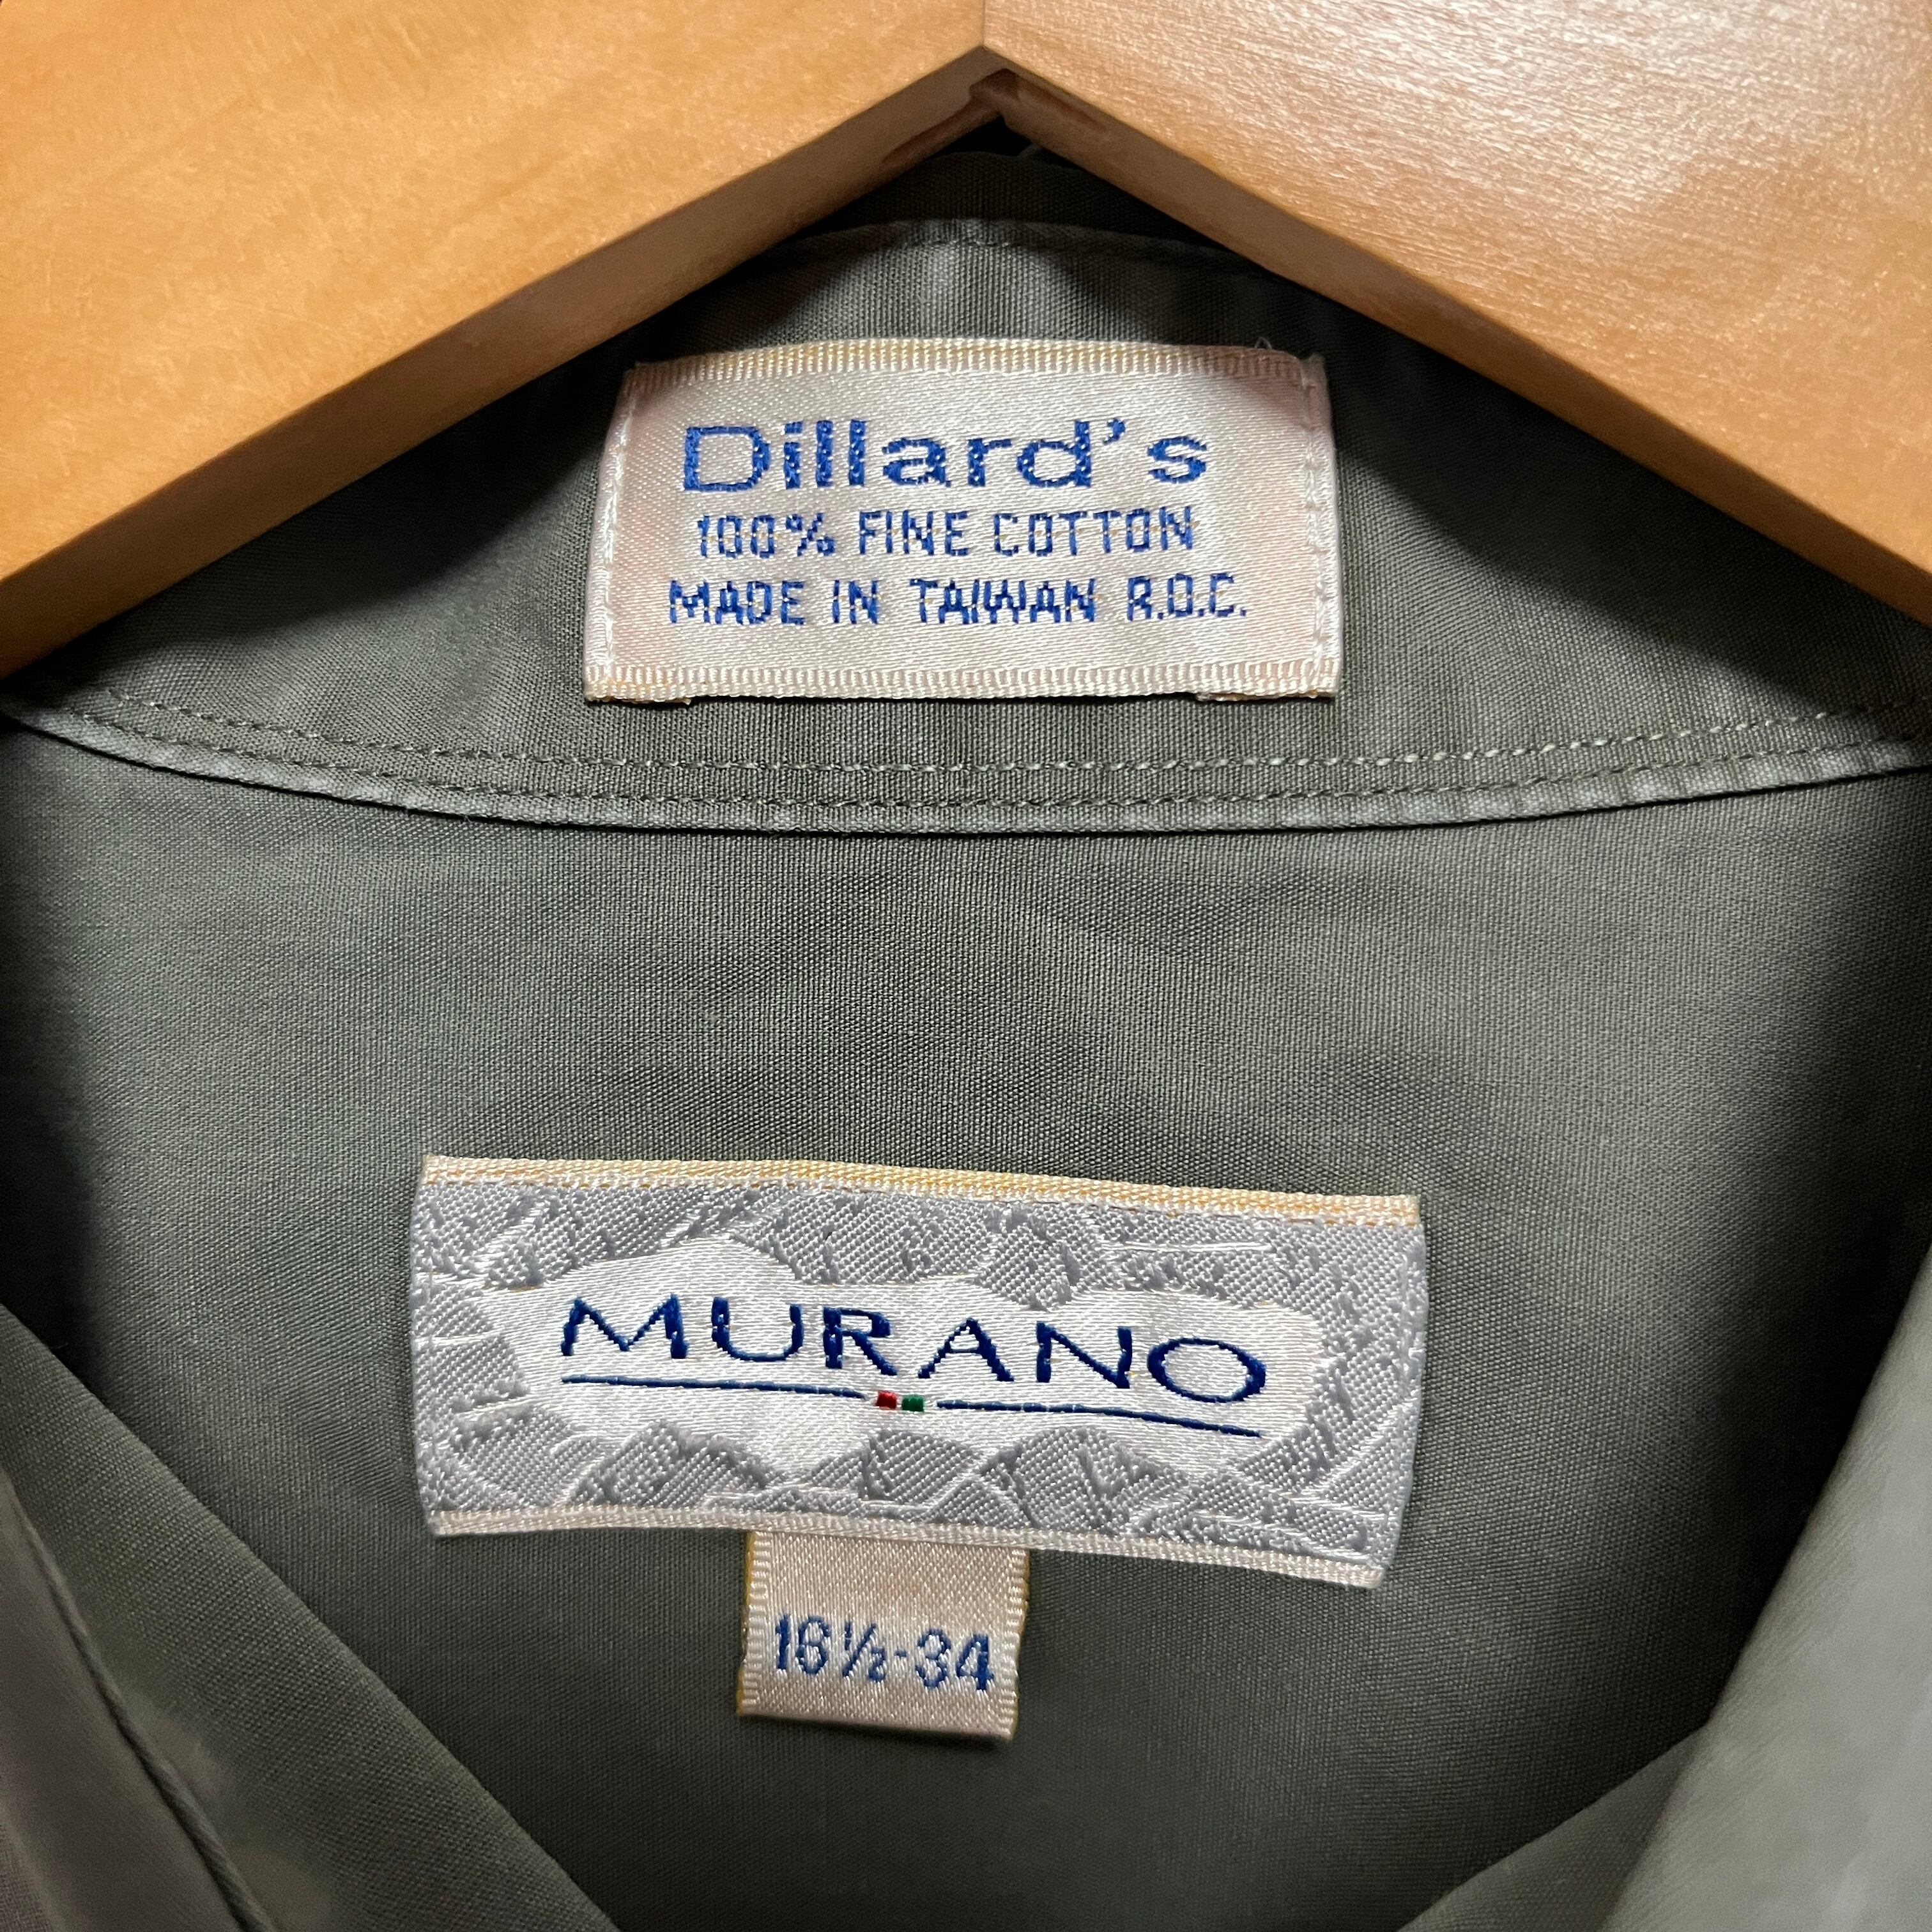 Dillard's
100% FINE COTTON
MADE IN TAIWAN R.O.C.
MURANO
16½-34